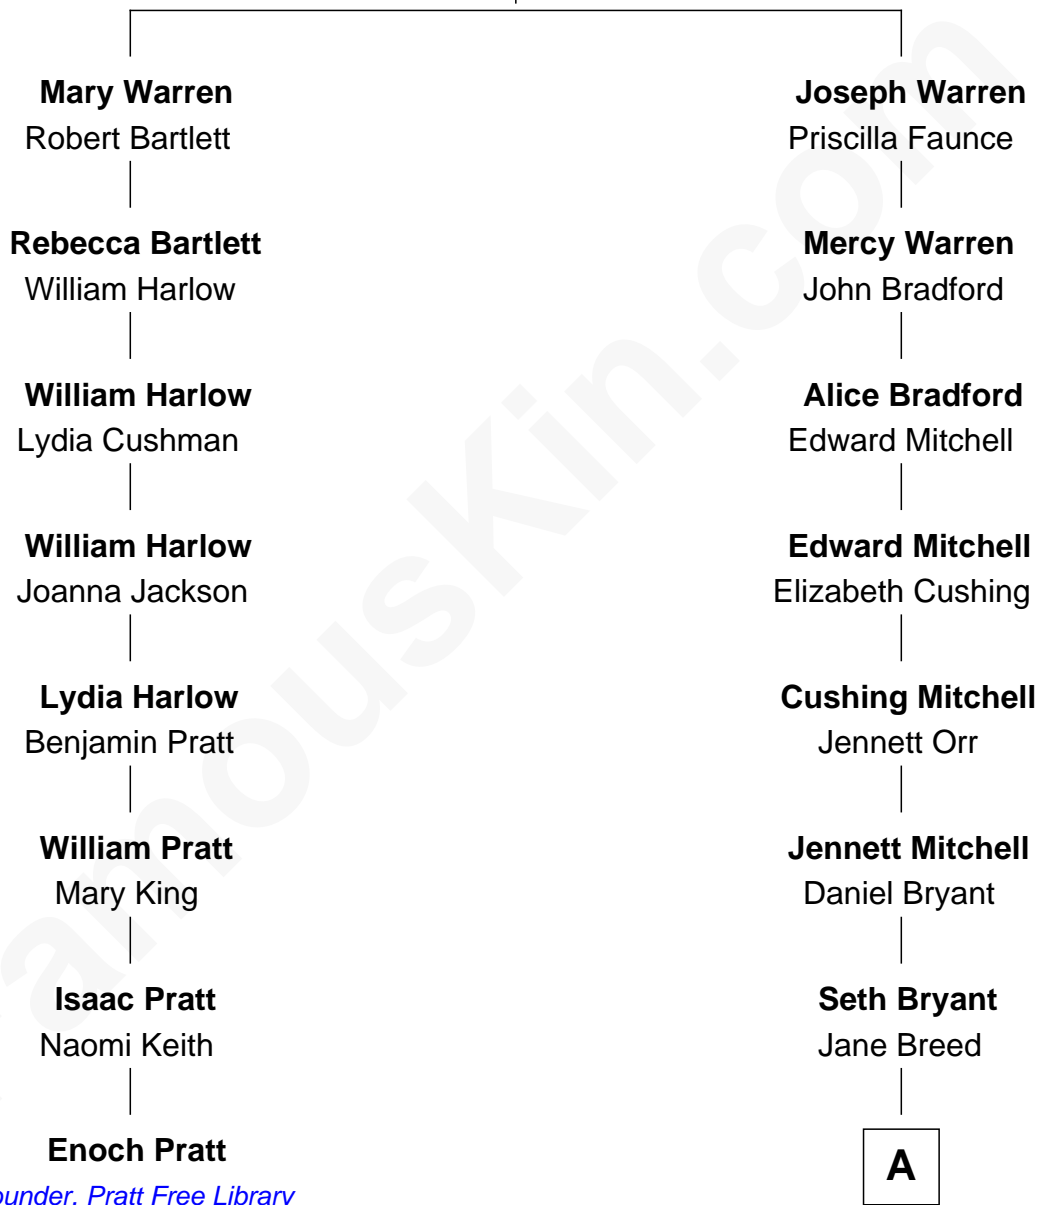 Mary Warren
Robert Bartlett
Rebecca Bartlett
William Harlow
William Harlow
Lydia Cushman
William Harlow
Joanna Jackson
Lydia Harlow
Benjamin Pratt
William Pratt
Mary King
Isaac Pratt
Naomi Keith
Enoch Pratt
ounder, Pratt Free Library
Joseph Warren
Priscilla Faunce
Mercy Warren
John Bradford
Alice Bradford
Edward Mitchell
Edward Mitchell
Elizabeth Cushing
Cushing Mitchell
Jennett Orr
Jennett Mitchell
Daniel Bryant
Seth Bryant
Jane Breed
A
amouskin.com